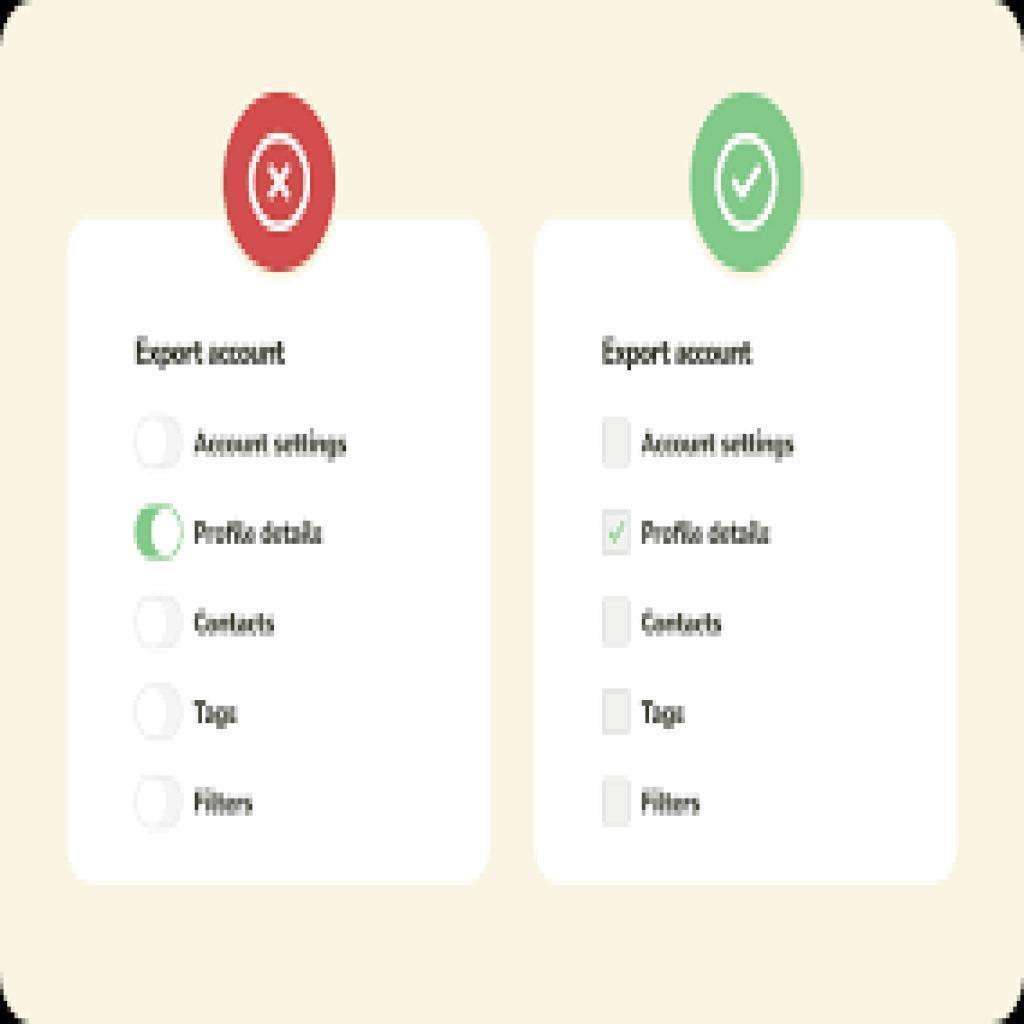 Export account
Account settings
Profile details
Contacts
Tags
Filters
Export account
Account settings
Profile details
Contacts
Tags
Filters